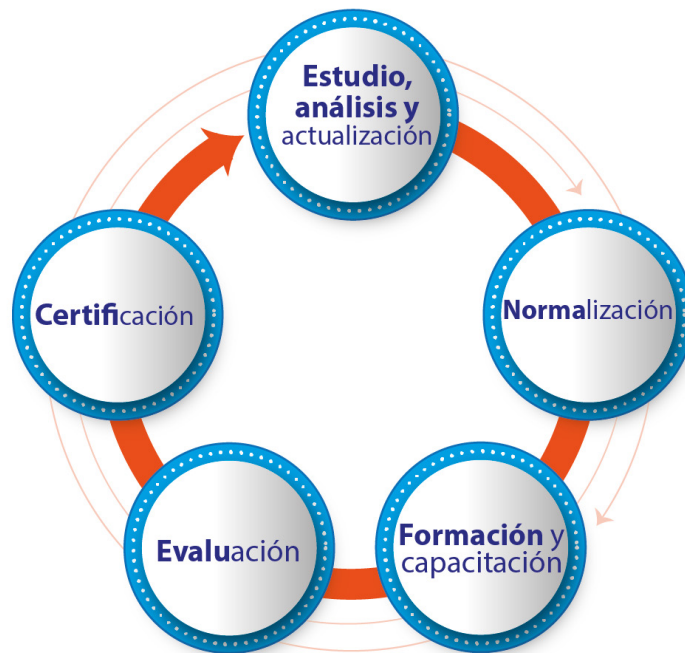 Estudio,
análisis y
actualización
Normalización
Formación y
capacitación
Evaluación
Certificación